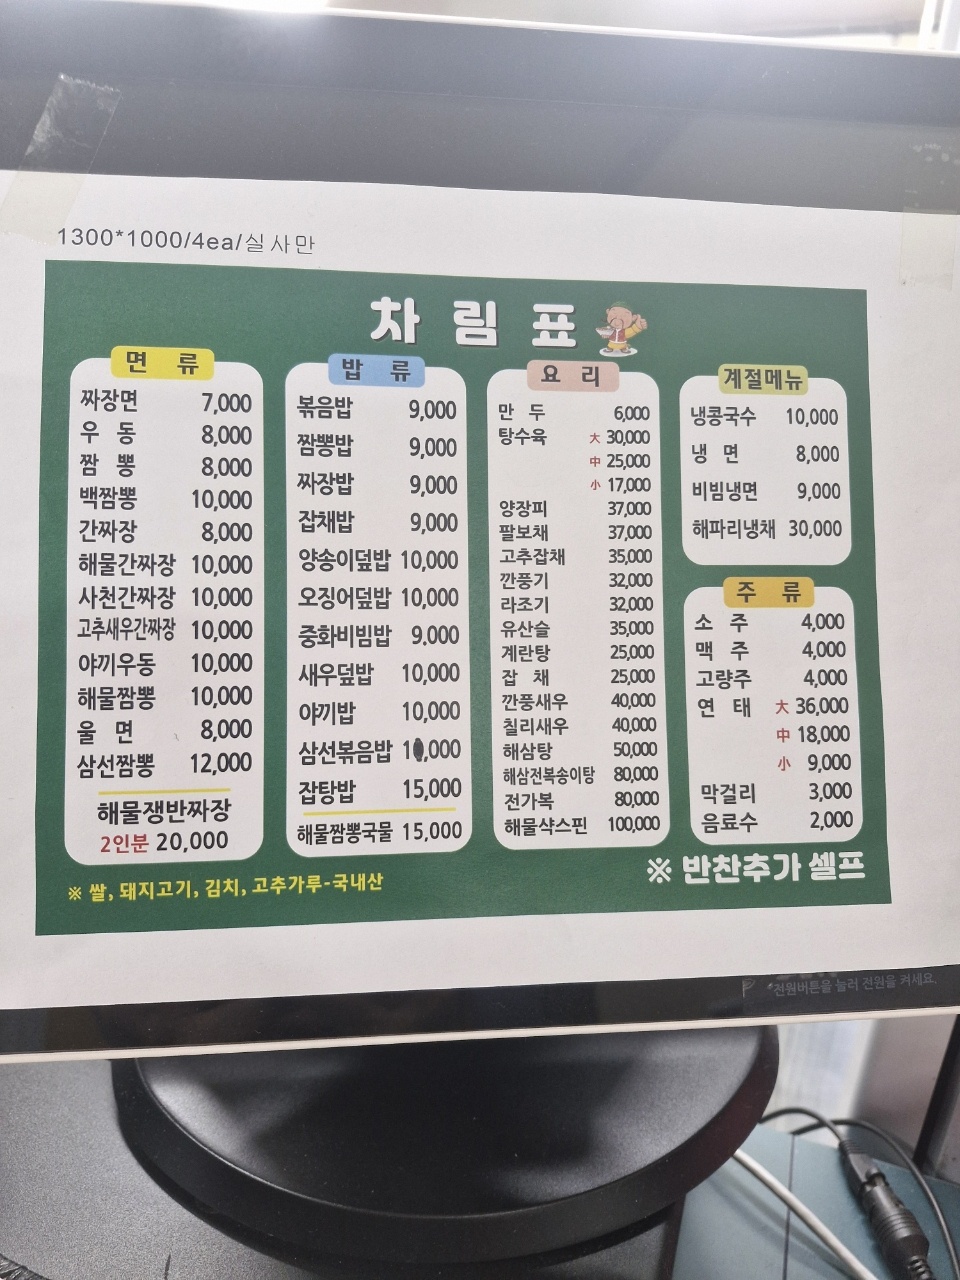 1300*1000/4ea/실사만
차 림 표
면 류
짜장면 7,000
우 동 8,000
짬 뽕 8,000
백짬뽕 10,000
간짜장 8,000
해물간짜장 10,000
사천간짜장 10,000
고추새우간짜장 10,000
야끼우동 10,000
해물짬뽕 10,000
울 면 8,000
삼선짬뽕 12,000
해물쟁반짜장
2인분 20,000
밥 류
볶음밥 9,000
짬뽕밥 9,000
짜장밥 9,000
잡채밥 9,000
양송이덮밥 10,000
오징어덮밥 10,000
중화비빔밥 9,000
새우덮밥 10,000
야끼밥 10,000
삼선볶음밥
잡탕밥 15,000
해물짬뽕국물 15,000
요 리
만 두 6,000
탕수육 大 30,000
中 25,000
小 17,000
양장피 37,000
팔보채 37,000
고추잡채 35,000
깐풍기 32,000
라조기 32,000
유산슬 35,000
계란탕 25,000
잡 채 25,000
깐풍새우 40,000
칠리새우 40,000
해삼탕 50,000
해삼전복송이탕 80,000
전가복 80,000
해물샥스핀 100,000
계절메뉴
냉콩국수 10,000
냉 면 8,000
비빔냉면 9,000
해파리냉채 30,000
주 류
소 주 4,000
맥 주 4,000
고량주 4,000
연 태 大 36,000
中 18,000
小 9,000
막걸리 3,000
음료수 2,000
※ 쌀, 돼지고기, 김치, 고추가루-국내산
※ 반찬추가 셀프
전원버튼을 눌러 전원을 켜세요.